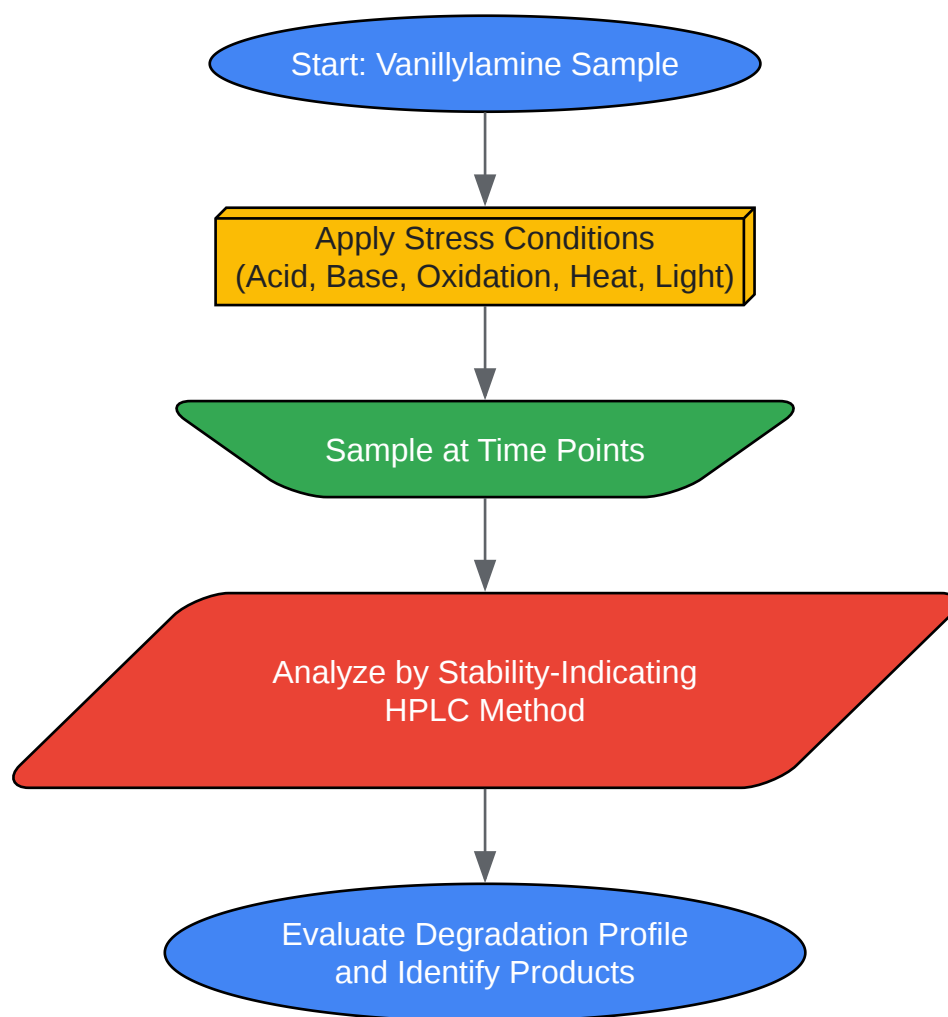 Start: Vanillylamine Sample
Apply Stress Conditions
(Acid, Base, Oxidation, Heat, Light)
Sample at Time Points
Analyze by Stability-Indicating
HPLC Method
Evaluate Degradation Profile
and Identify Products